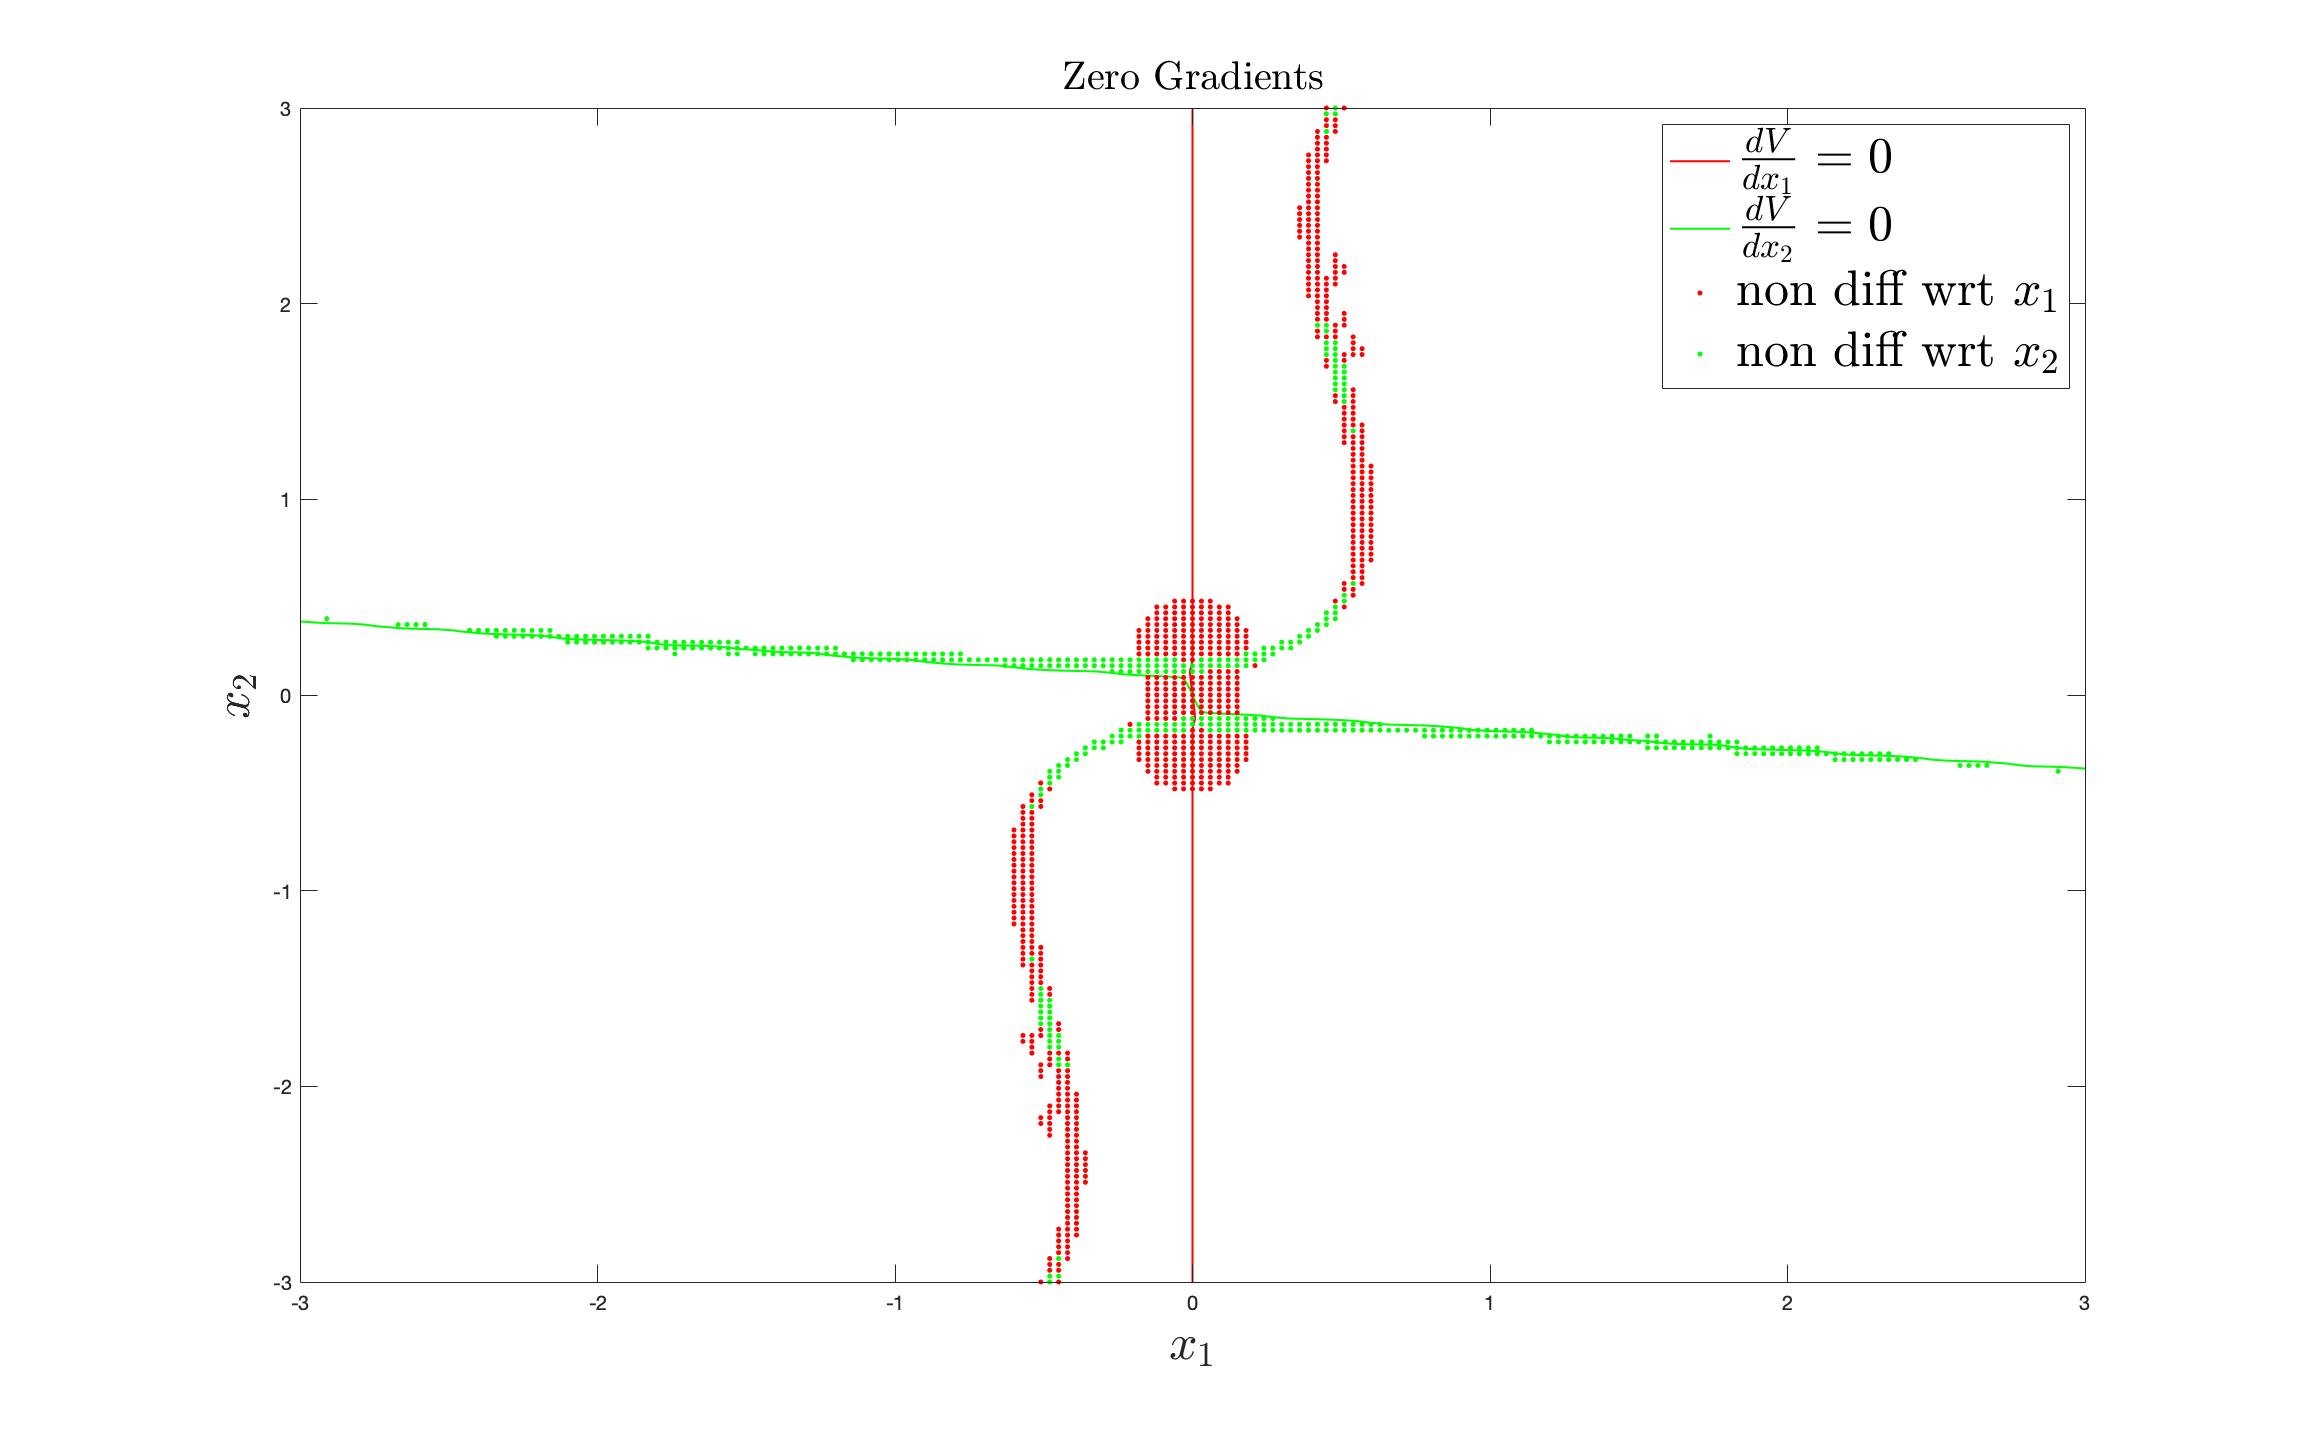 Zero Gradients
3
2
1
0
-1
-2
-3
x₂
-3
-2
-1
0
1
2
3
x₁
dV/dx₁ = 0
dV/dx₂ = 0
non diff wrt x₁
non diff wrt x₂